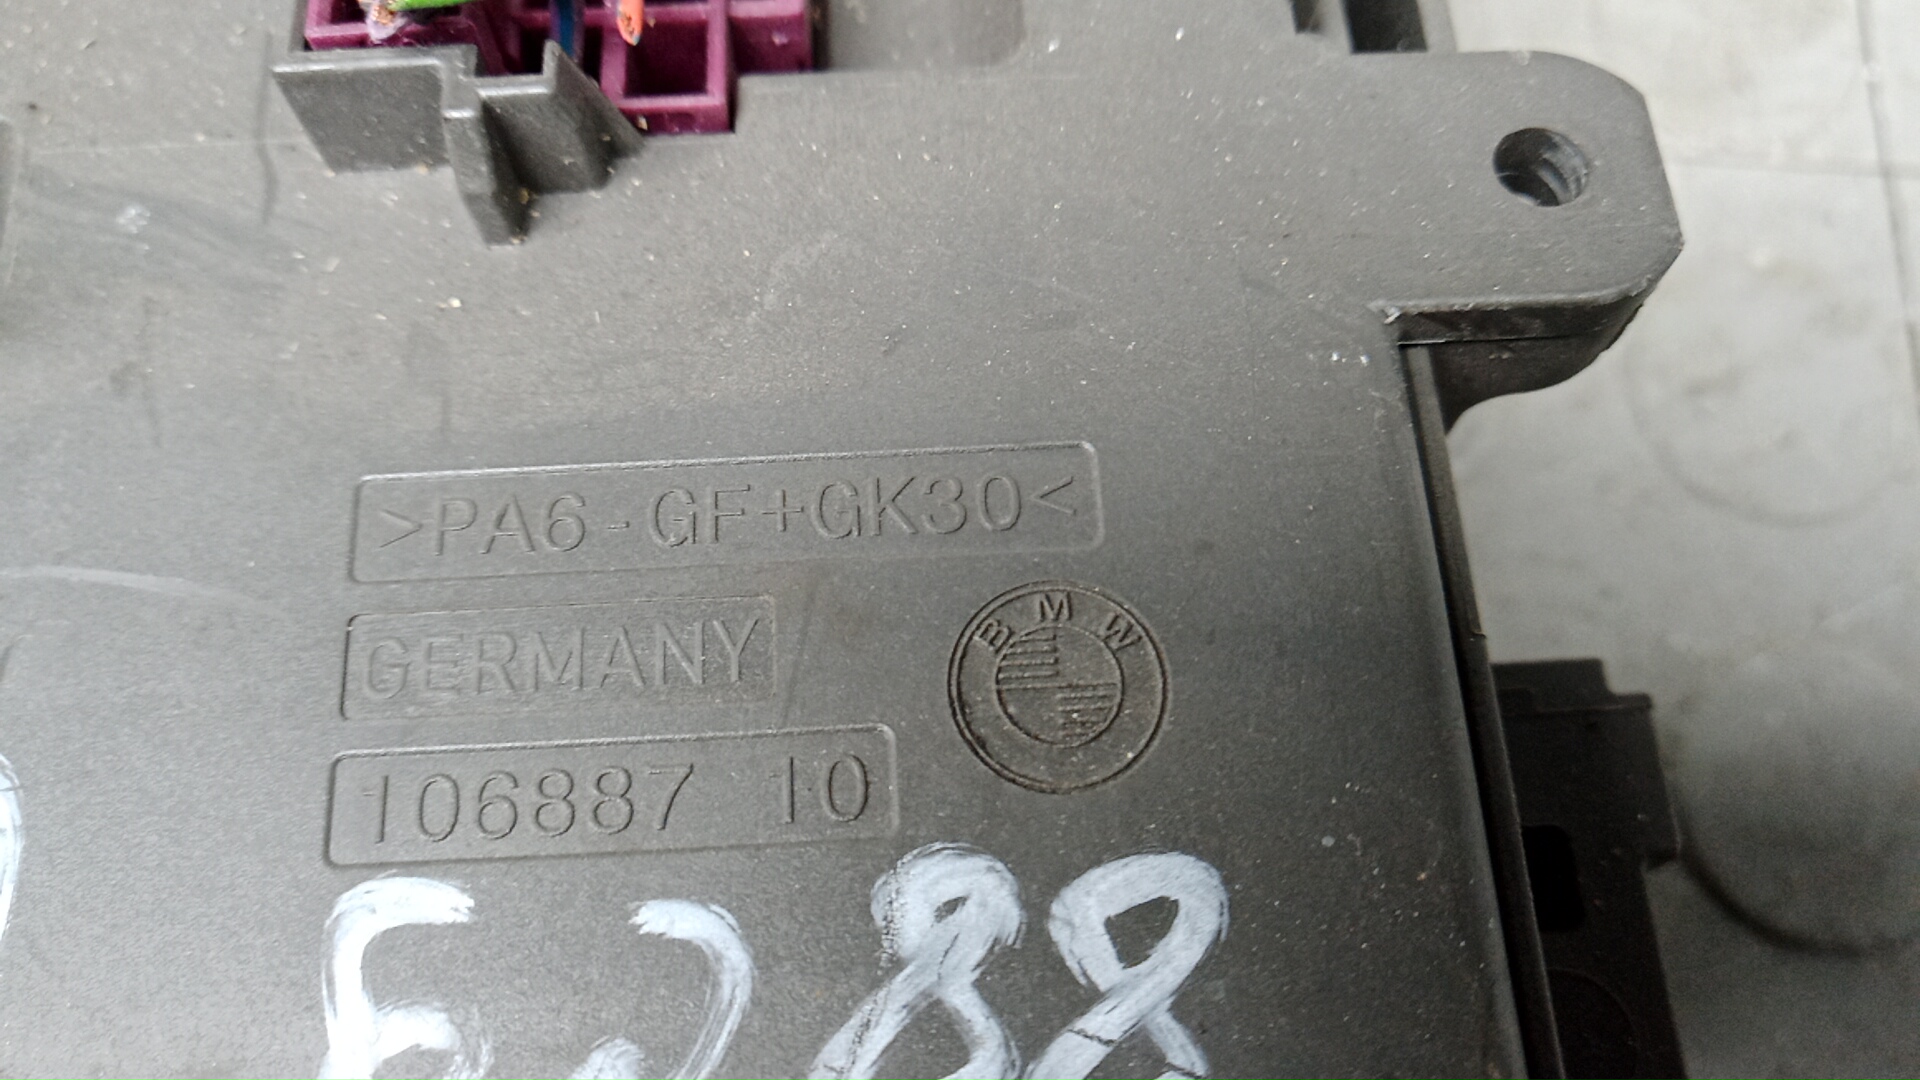 >PA6-GF+GK30<
GERMANY
BMW
106887 10